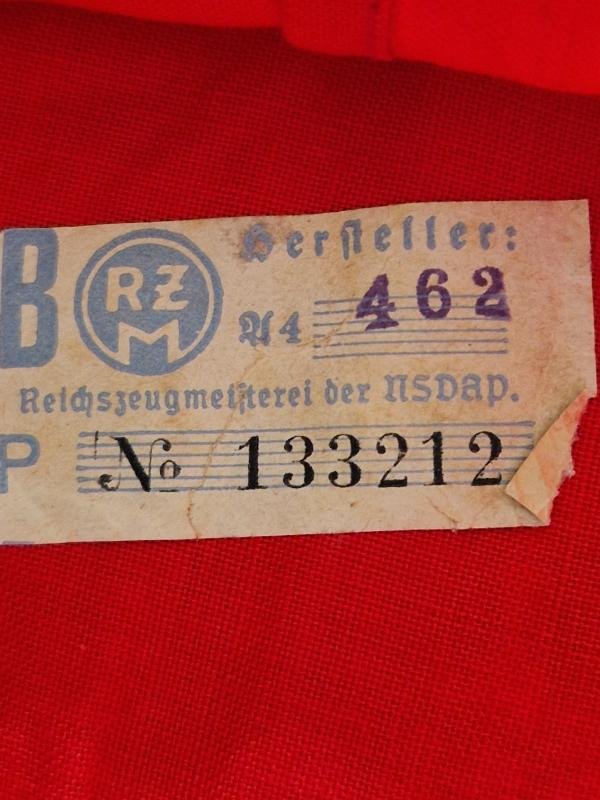 B RZM Hersteller:
A4 462
Reichszeugmeisterei der NSDAP.
P № 133212